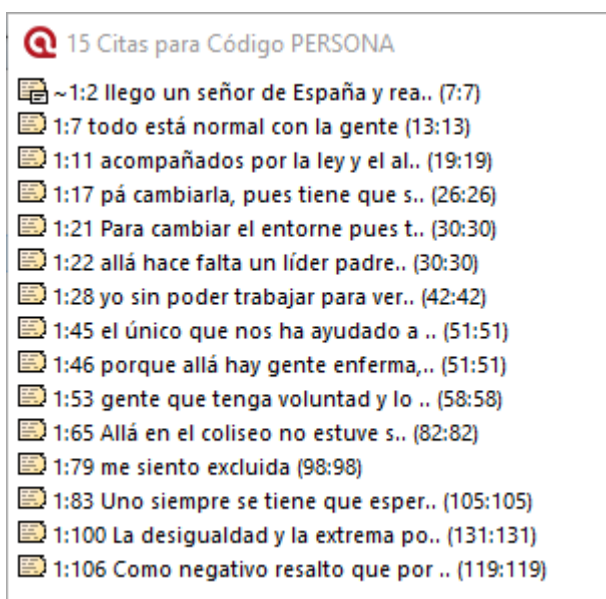 15 Citas para Código PERSONA
~1:2 llego un señor de España y rea.. (7:7)
1:7 todo está normal con la gente (13:13)
1:11 acompañados por la ley y el al.. (19:19)
1:17 pá cambiarla, pues tiene que s.. (26:26)
1:21 Para cambiar el entorne pues t.. (30:30)
1:22 allá hace falta un líder padre.. (30:30)
1:28 yo sin poder trabajar para ver.. (42:42)
1:45 el único que nos ha ayudado a .. (51:51)
1:46 porque allá hay gente enferma,.. (51:51)
1:53 gente que tenga voluntad y lo .. (58:58)
1:65 Allá en el coliseo no estuve s.. (82:82)
1:79 me siento excluida (98:98)
1:83 Uno siempre se tiene que esper.. (105:105)
1:100 La desigualdad y la extrema po.. (131:131)
1:106 Como negativo resalto que por .. (119:119)